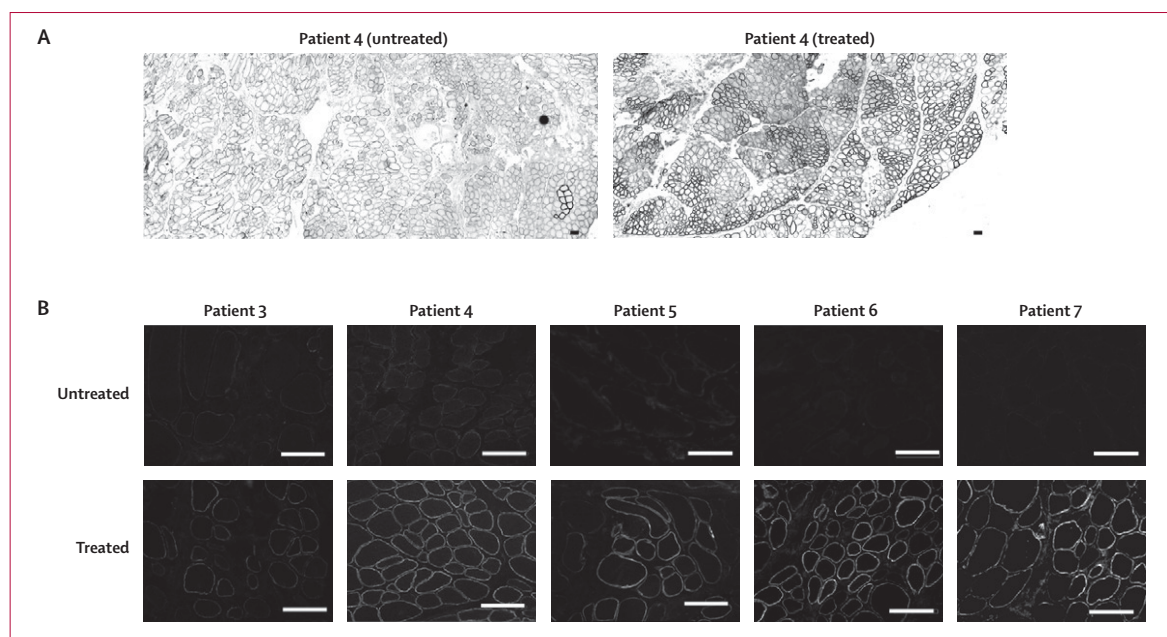 A
Patient 4 (untreated)
Patient 4 (treated)
B
Patient 3
Patient 4
Patient 5
Patient 6
Patient 7
Untreated
Treated